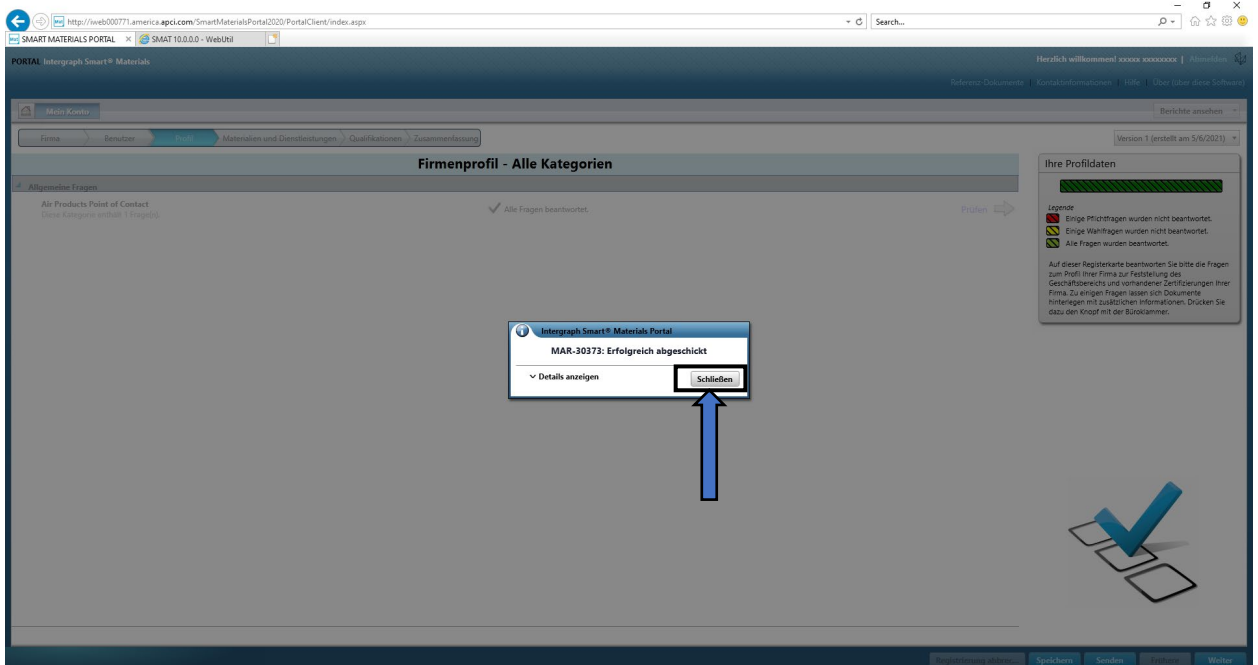 http://iweb000771.america.apci.com/SmartMaterialsPortal2020/PortalClient/index.aspx
Search...
SMART MATERIALS PORTAL
SMAT 10.0.0.0 - WebUtil
PORTAL Intergraph Smart® Materials
Herzlich willkommen! xxxxx xxxxxxxx | Abmelden
Referenz-Dokumente | Kontaktinformationen | Hilfe | Über (über diese Software)
Mein Konto
Berichte ansehen
Firma
Benutzer
Profil
Materialien und Dienstleistungen
Qualifikationen
Zusammenfassung
Version 1 (erstellt am 5/6/2021)
Firmenprofil - Alle Kategorien
Allgemeine Fragen
Air Products Point of Contact
Diese Kategorie enthält 1 Frage(n).
Alle Fragen beantwortet
Prüfen
Ihre Profildaten
Legende
Einige Pflichtfragen wurden nicht beantwortet.
Einige Wahlfragen wurden nicht beantwortet.
Alle Fragen wurden beantwortet.
Auf dieser Registerkarte beantworten Sie bitte die Fragen
zum Profil Ihrer Firma zur Feststellung des
Geschäftsbereichs und vorhandener Zertifizierungen Ihrer
Firma. Zu einigen Fragen lassen sich Dokumente
hinterlegen mit zusätzlichen Informationen. Drücken Sie
dazu den Knopf mit der Büroklammer.
Intergraph Smart® Materials Portal
MAR-30373: Erfolgreich abgeschickt
Details anzeigen
Schließen
Registrierung
Speichern
Senden
Weiter